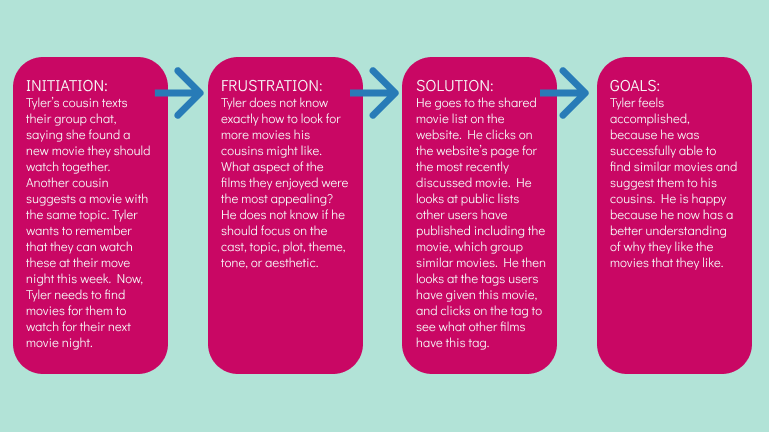 INITIATION:
Tyler's cousin texts
their group chat,
saying she found a
new movie they should
watch together.
Another cousin
suggests a movie with
the same topic. Tyler
wants to remember
that they can watch
these at their move
night this week.  Now,
Tyler needs to find
movies for them to
watch for their next
movie night.
FRUSTRATION:
Tyler does not know
exactly how to look for
more movies his
cousins might like.
What aspect of the
films they enjoyed were
the most appealing?
He does not know if he
should focus on the
cast, topic, plot, theme,
tone, or aesthetic.
SOLUTION:
He goes to the shared
movie list on the
website.  He clicks on
the website's page for
the most recently
discussed movie.  He
looks at public lists
other users have
published including the
movie, which group
similar movies.  He then
looks at the tags users
have given this movie,
and clicks on the tag to
see what other films
have this tag.
GOALS:
Tyler feels
accomplished,
because he was
successfully able to
find similar movies and
suggest them to his
cousins.  He is happy
because he now has a
better understanding
of why they like the
movies that they like.